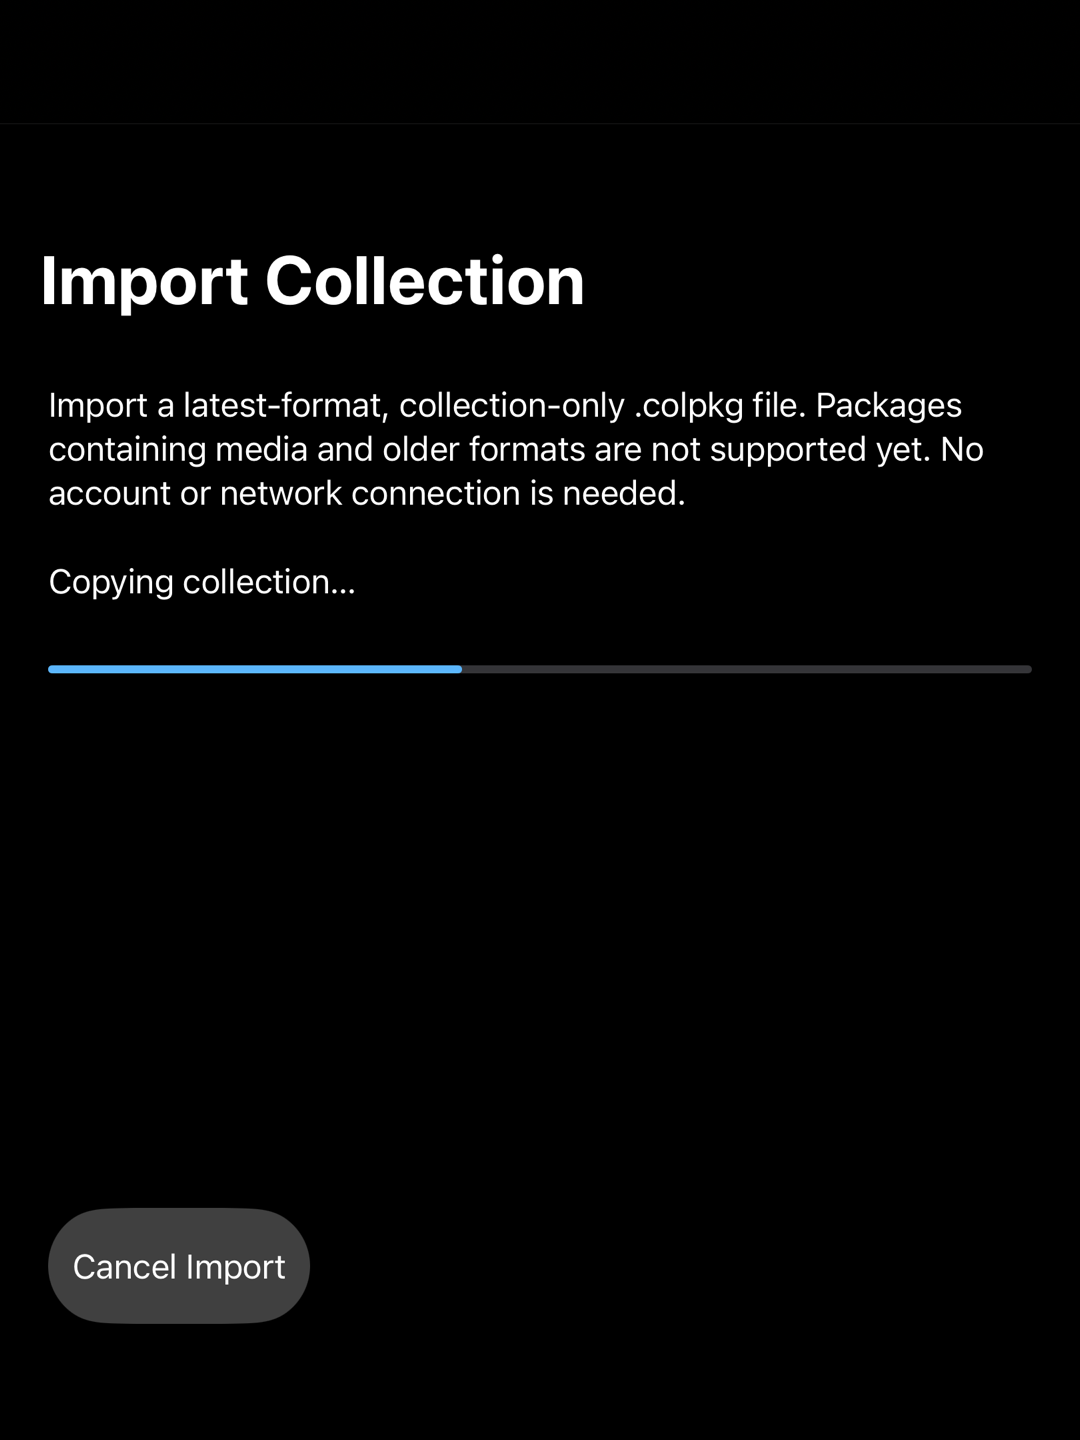 Import Collection
Import a latest-format, collection-only .colpkg file. Packages
containing media and older formats are not supported yet. No
account or network connection is needed.
Copying collection...
Cancel Import